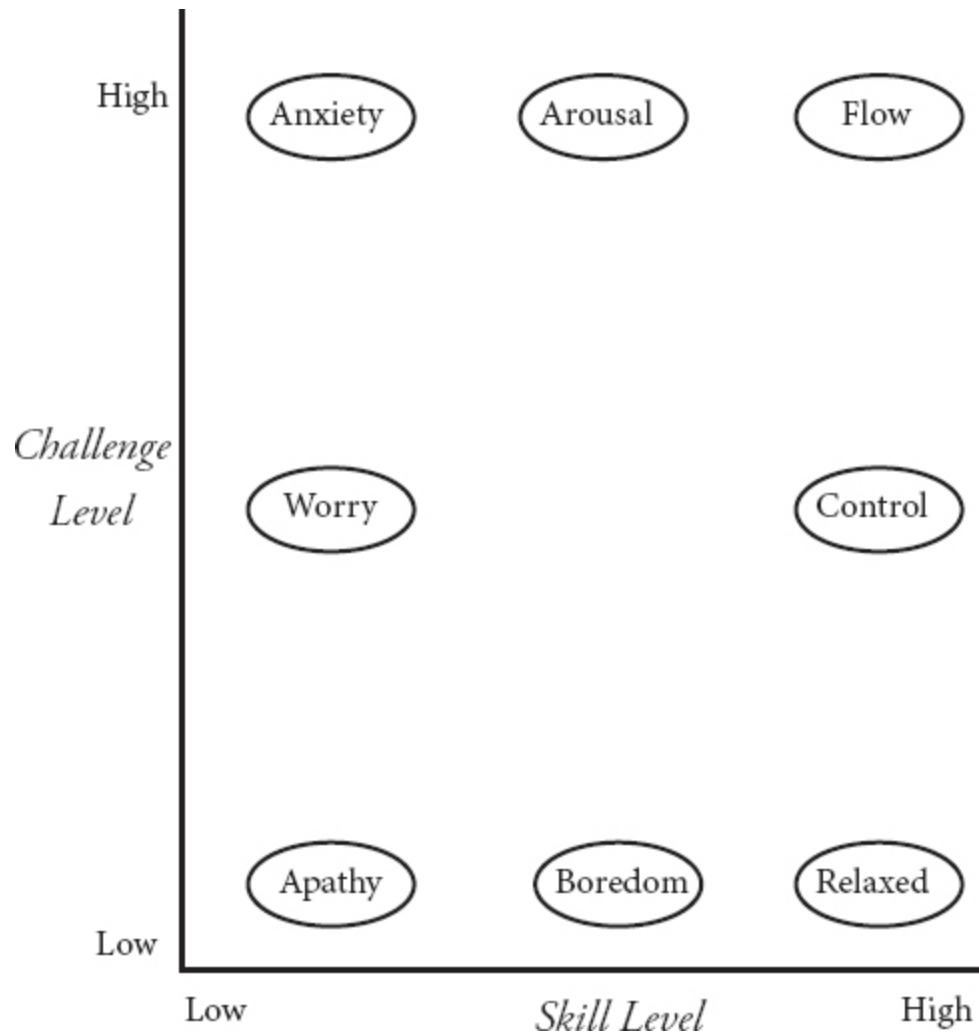 High
Anxiety Arousal Flow
Challenge
Level
Worry Control
Apathy Boredom Relaxed
Low
Low Skill Level High